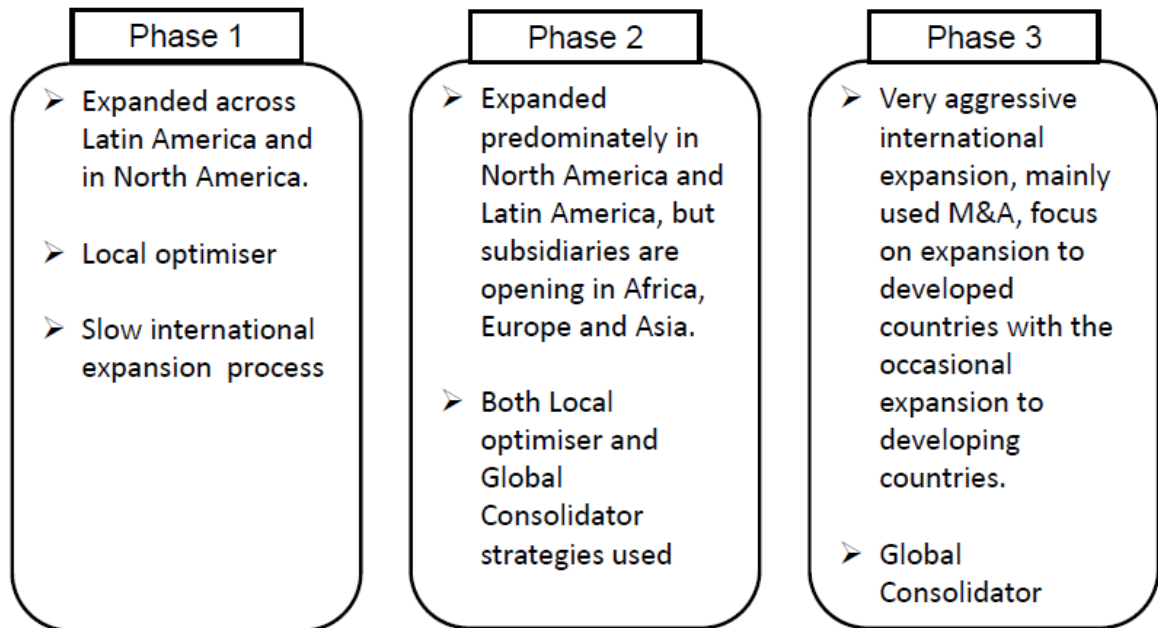 Phase 1
➢ Expanded across
Latin America and
in North America.
➢ Local optimiser
➢ Slow international
expansion process
Phase 2
➢ Expanded
predominately in
North America and
Latin America, but
subsidiaries are
opening in Africa,
Europe and Asia.
➢ Both Local
optimiser and
Global
Consolidator
strategies used
Phase 3
➢ Very aggressive
international
expansion, mainly
used M&A, focus
on expansion to
developed
countries with the
occasional
expansion to
developing
countries.
➢ Global
Consolidator